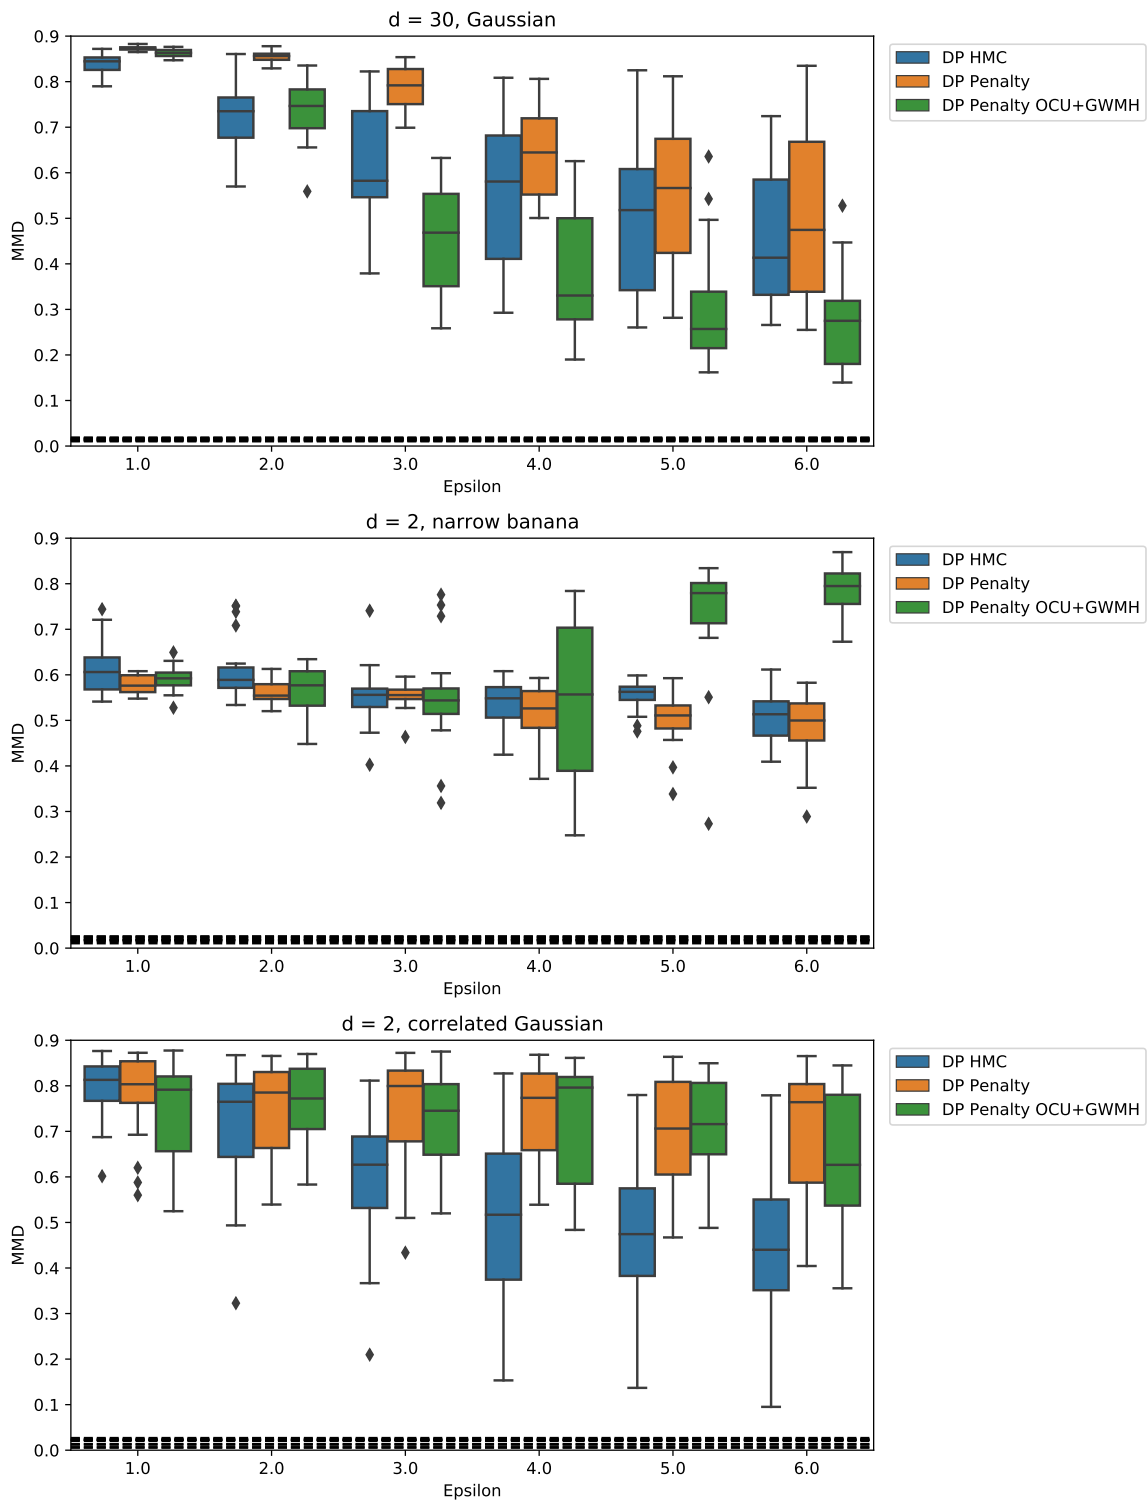 d = 30, Gaussian
0.9
0.8
0.7
0.6
0.5
0.4
0.3
0.2
0.1
0.0
MMD
1.0 2.0 3.0 4.0 5.0 6.0
Epsilon
DP HMC
DP Penalty
DP Penalty OCU+GWMH
d = 2, narrow banana
0.9
0.8
0.7
0.6
0.5
0.4
0.3
0.2
0.1
0.0
MMD
1.0 2.0 3.0 4.0 5.0 6.0
Epsilon
DP HMC
DP Penalty
DP Penalty OCU+GWMH
d = 2, correlated Gaussian
0.9
0.8
0.7
0.6
0.5
0.4
0.3
0.2
0.1
0.0
MMD
1.0 2.0 3.0 4.0 5.0 6.0
Epsilon
DP HMC
DP Penalty
DP Penalty OCU+GWMH